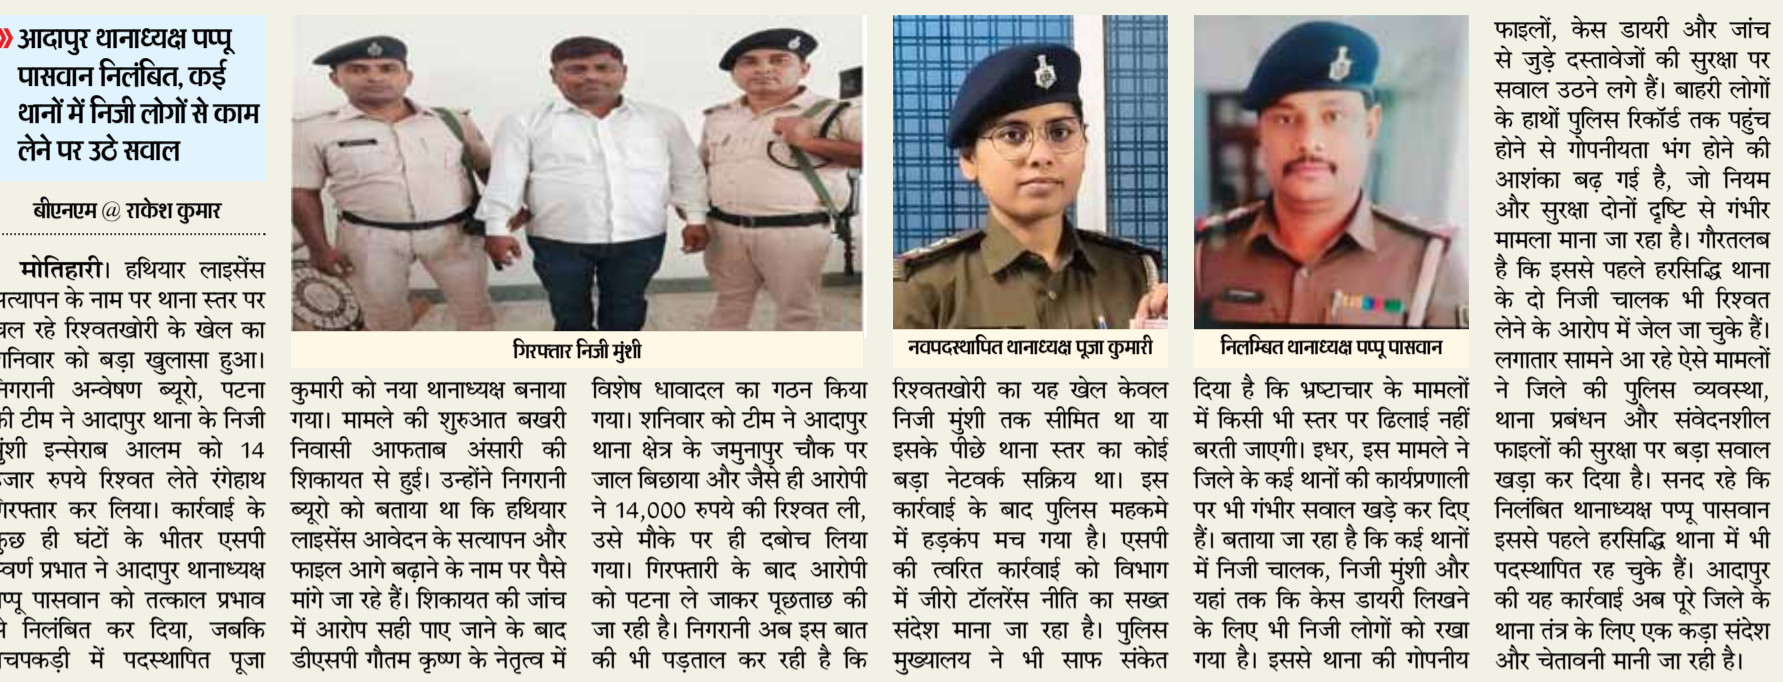 » आदापुर थानाध्यक्ष पप्पू
पासवान निलंबित, कई
थानों में निजी लोगों से काम
लेने पर उठे सवाल
बीएनएम @ राकेश कुमार
मोतिहारी। हथियार लाइसेंस
सत्यापन के नाम पर थाना स्तर पर
चल रहे रिश्वतखोरी के खेल का
शनिवार को बड़ा खुलासा हुआ।
निगरानी अन्वेषण ब्यूरो, पटना
की टीम ने आदापुर थाना के निजी
मुंशी इन्सेराब आलम को 14
हजार रुपये रिश्वत लेते रंगेहाथ
गिरफ्तार कर लिया। कार्रवाई के
कुछ ही घंटों के भीतर एसपी
स्वर्ण प्रभात ने आदापुर थानाध्यक्ष
पप्पू पासवान को तत्काल प्रभाव
से निलंबित कर दिया, जबकि
पचपकड़ी में पदस्थापित पूजा
गिरफ्तार निजी मुंशी
कुमारी को नया थानाध्यक्ष बनाया
गया। मामले की शुरुआत बखरी
निवासी आफताब अंसारी की
शिकायत से हुई। उन्होंने निगरानी
ब्यूरो को बताया था कि हथियार
लाइसेंस आवेदन के सत्यापन और
फाइल आगे बढ़ाने के नाम पर पैसे
मांगे जा रहे हैं। शिकायत की जांच
में आरोप सही पाए जाने के बाद
डीएसपी गौतम कृष्ण के नेतृत्व में
विशेष धावादल का गठन किया
गया। शनिवार को टीम ने आदापुर
थाना क्षेत्र के जमुनापुर चौक पर
जाल बिछाया और जैसे ही आरोपी
ने 14,000 रुपये की रिश्वत ली,
उसे मौके पर ही दबोच लिया
गया। गिरफ्तारी के बाद आरोपी
को पटना ले जाकर पूछताछ की
जा रही है। निगरानी अब इस बात
की भी पड़ताल कर रही है कि
नवपदस्थापित थानाध्यक्ष पूजा कुमारी
रिश्वतखोरी का यह खेल केवल
निजी मुंशी तक सीमित था या
इसके पीछे थाना स्तर का कोई
बड़ा नेटवर्क सक्रिय था। इस
कार्रवाई के बाद पुलिस महकमे
में हड़कंप मच गया है। एसपी
की त्वरित कार्रवाई को विभाग
में जीरो टॉलरेंस नीति का सख्त
संदेश माना जा रहा है। पुलिस
मुख्यालय ने भी साफ संकेत
निलम्बित थानाध्यक्ष पप्पू पासवान
दिया है कि भ्रष्टाचार के मामलों
में किसी भी स्तर पर ढिलाई नहीं
बरती जाएगी। इधर, इस मामले ने
जिले के कई थानों की कार्यप्रणाली
पर भी गंभीर सवाल खड़े कर दिए
हैं। बताया जा रहा है कि कई थानों
में निजी चालक, निजी मुंशी और
यहां तक कि केस डायरी लिखने
के लिए भी निजी लोगों को रखा
गया है। इससे थाना की गोपनीय
फाइलों, केस डायरी और जांच
से जुड़े दस्तावेजों की सुरक्षा पर
सवाल उठने लगे हैं। बाहरी लोगों
के हाथों पुलिस रिकॉर्ड तक पहुंच
होने से गोपनीयता भंग होने की
आशंका बढ़ गई है, जो नियम
और सुरक्षा दोनों दृष्टि से गंभीर
मामला माना जा रहा है। गौरतलब
है कि इससे पहले हरसिद्धि थाना
के दो निजी चालक भी रिश्वत
लेने के आरोप में जेल जा चुके हैं।
लगातार सामने आ रहे ऐसे मामलों
ने जिले की पुलिस व्यवस्था,
थाना प्रबंधन और संवेदनशील
फाइलों की सुरक्षा पर बड़ा सवाल
खड़ा कर दिया है। सनद रहे कि
निलंबित थानाध्यक्ष पप्पू पासवान
इससे पहले हरसिद्धि थाना में भी
पदस्थापित रह चुके हैं। आदापुर
की यह कार्रवाई अब पूरे जिले के
थाना तंत्र के लिए एक कड़ा संदेश
और चेतावनी मानी जा रही है।